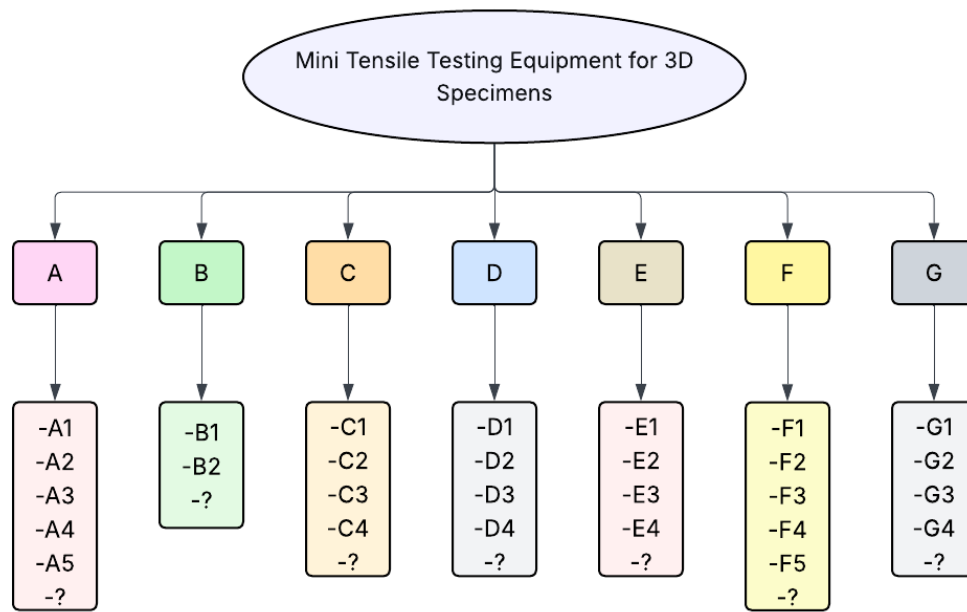 Mini Tensile Testing Equipment for 3D
Specimens
A
B
C
D
E
F
G
-A1
-A2
-A3
-A4
-A5
-?
-B1
-B2
-?
-C1
-C2
-C3
-C4
-?
-D1
-D2
-D3
-D4
-?
-E1
-E2
-E3
-E4
-?
-F1
-F2
-F3
-F4
-F5
-?
-G1
-G2
-G3
-G4
-?